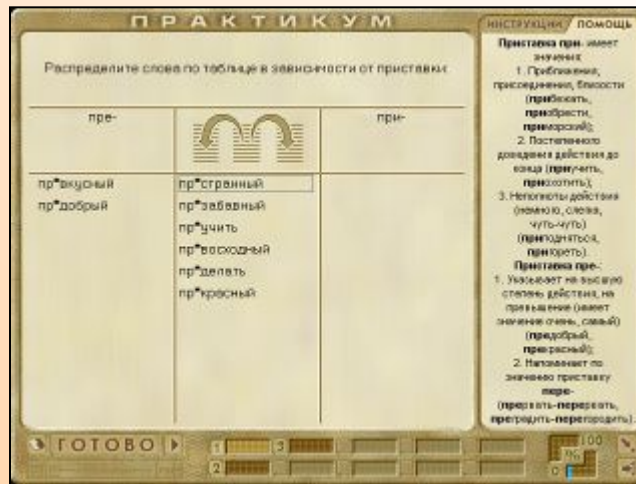 ПРАКТИКУМ
ИНСТРУКЦИИ / ПОМОЩЬ
Распределите слова по таблице в зависимости от приставки:
пре-
при-
пр*вкусный
пр*добрый
пр*странный
пр*забавный
пр*учить
пр*восходный
пр*делать
пр*красный
Приставка при- имеет
значения:
1. Приближения,
присоединения, близости
(прибежать,
приобрести,
приморский);
2. Постепенного
доведения действия до
конца (приучить,
приохотить);
3. Неполноты действия
(немного, слегка,
чуть-чуть)
(приподняться,
пригореть).
Приставка пре-:
1. Указывает на высшую
степень действия, на
превышение (имеет
значение очень, самый)
(предобрый,
прекрасный);
2. Напоминает по
значению приставку
пере-
(прервать-перервать,
преградить-перегородить).
ГОТОВО
1
3
2
100
%
0